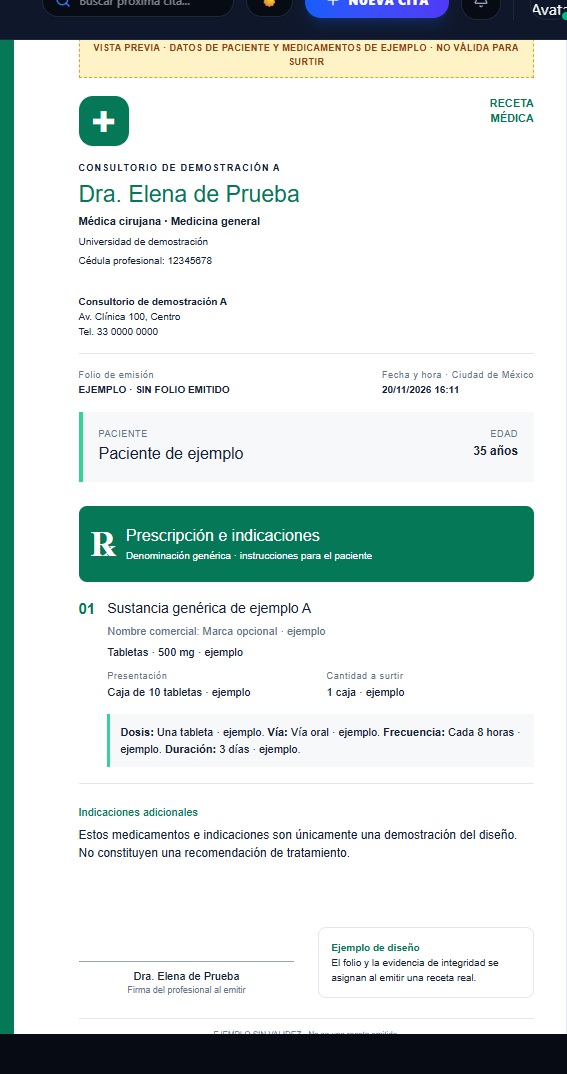 Buscar próxima cita...
NUEVA CITA
Avata
VISTA PREVIA · DATOS DE PACIENTE Y MEDICAMENTOS DE EJEMPLO · NO VÁLIDA PARA
SURTIR
RECETA
MÉDICA
CONSULTORIO DE DEMOSTRACIÓN A
Dra. Elena de Prueba
Médica cirujana · Medicina general
Universidad de demostración
Cédula profesional: 12345678
Consultorio de demostración A
Av. Clínica 100, Centro
Tel. 33 0000 0000
Folio de emisión
EJEMPLO · SIN FOLIO EMITIDO
Fecha y hora · Ciudad de México
20/11/2026 16:11
PACIENTE
Paciente de ejemplo
EDAD
35 años
℞ Prescripción e indicaciones
Denominación genérica · instrucciones para el paciente
01 Sustancia genérica de ejemplo A
Nombre comercial: Marca opcional · ejemplo
Tabletas · 500 mg · ejemplo
Presentación
Caja de 10 tabletas · ejemplo
Cantidad a surtir
1 caja · ejemplo
Dosis: Una tableta · ejemplo. Vía: Vía oral · ejemplo. Frecuencia: Cada 8 horas ·
ejemplo. Duración: 3 días · ejemplo.
Indicaciones adicionales
Estos medicamentos e indicaciones son únicamente una demostración del diseño.
No constituyen una recomendación de tratamiento.
Dra. Elena de Prueba
Firma del profesional al emitir
Ejemplo de diseño
El folio y la evidencia de integridad se
asignan al emitir una receta real.
EJEMPLO SIN VALIDEZ · No es una receta emitida